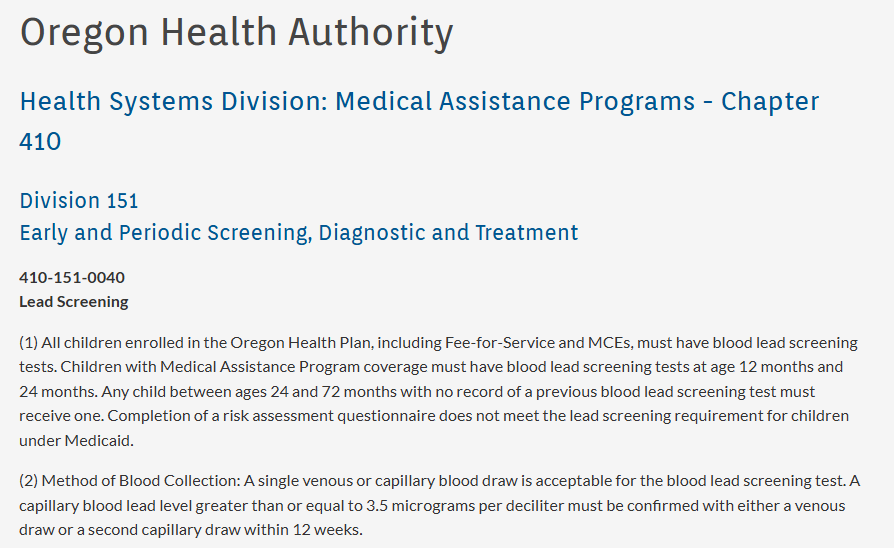 Oregon Health Authority
Health Systems Division: Medical Assistance Programs - Chapter
410
Division 151
Early and Periodic Screening, Diagnostic and Treatment
410-151-0040
Lead Screening
(1) All children enrolled in the Oregon Health Plan, including Fee-for-Service and MCEs, must have blood lead screening
tests. Children with Medical Assistance Program coverage must have blood lead screening tests at age 12 months and
24 months. Any child between ages 24 and 72 months with no record of a previous blood lead screening test must
receive one. Completion of a risk assessment questionnaire does not meet the lead screening requirement for children
under Medicaid.
(2) Method of Blood Collection: A single venous or capillary blood draw is acceptable for the blood lead screening test. A
capillary blood lead level greater than or equal to 3.5 micrograms per deciliter must be confirmed with either a venous
draw or a second capillary draw within 12 weeks.